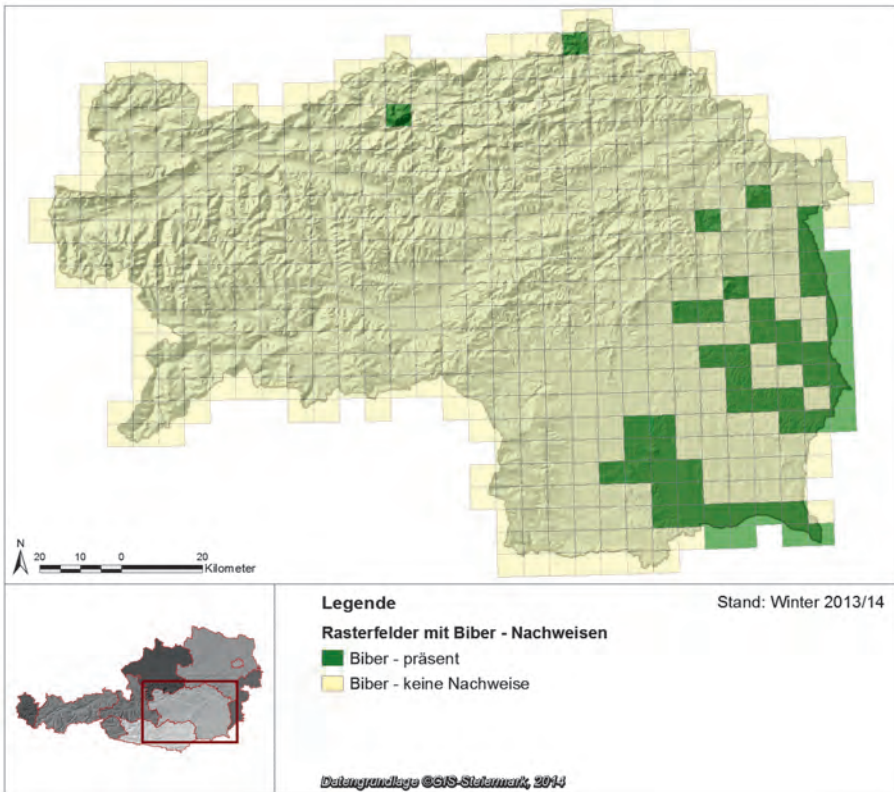 N
20 10 0 20
Kilometer
Legende
Stand: Winter 2013/14
Rasterfelder mit Biber - Nachweisen
Biber - präsent
Biber - keine Nachweise
Datengrundlage ©GIS-Steiermark, 2014